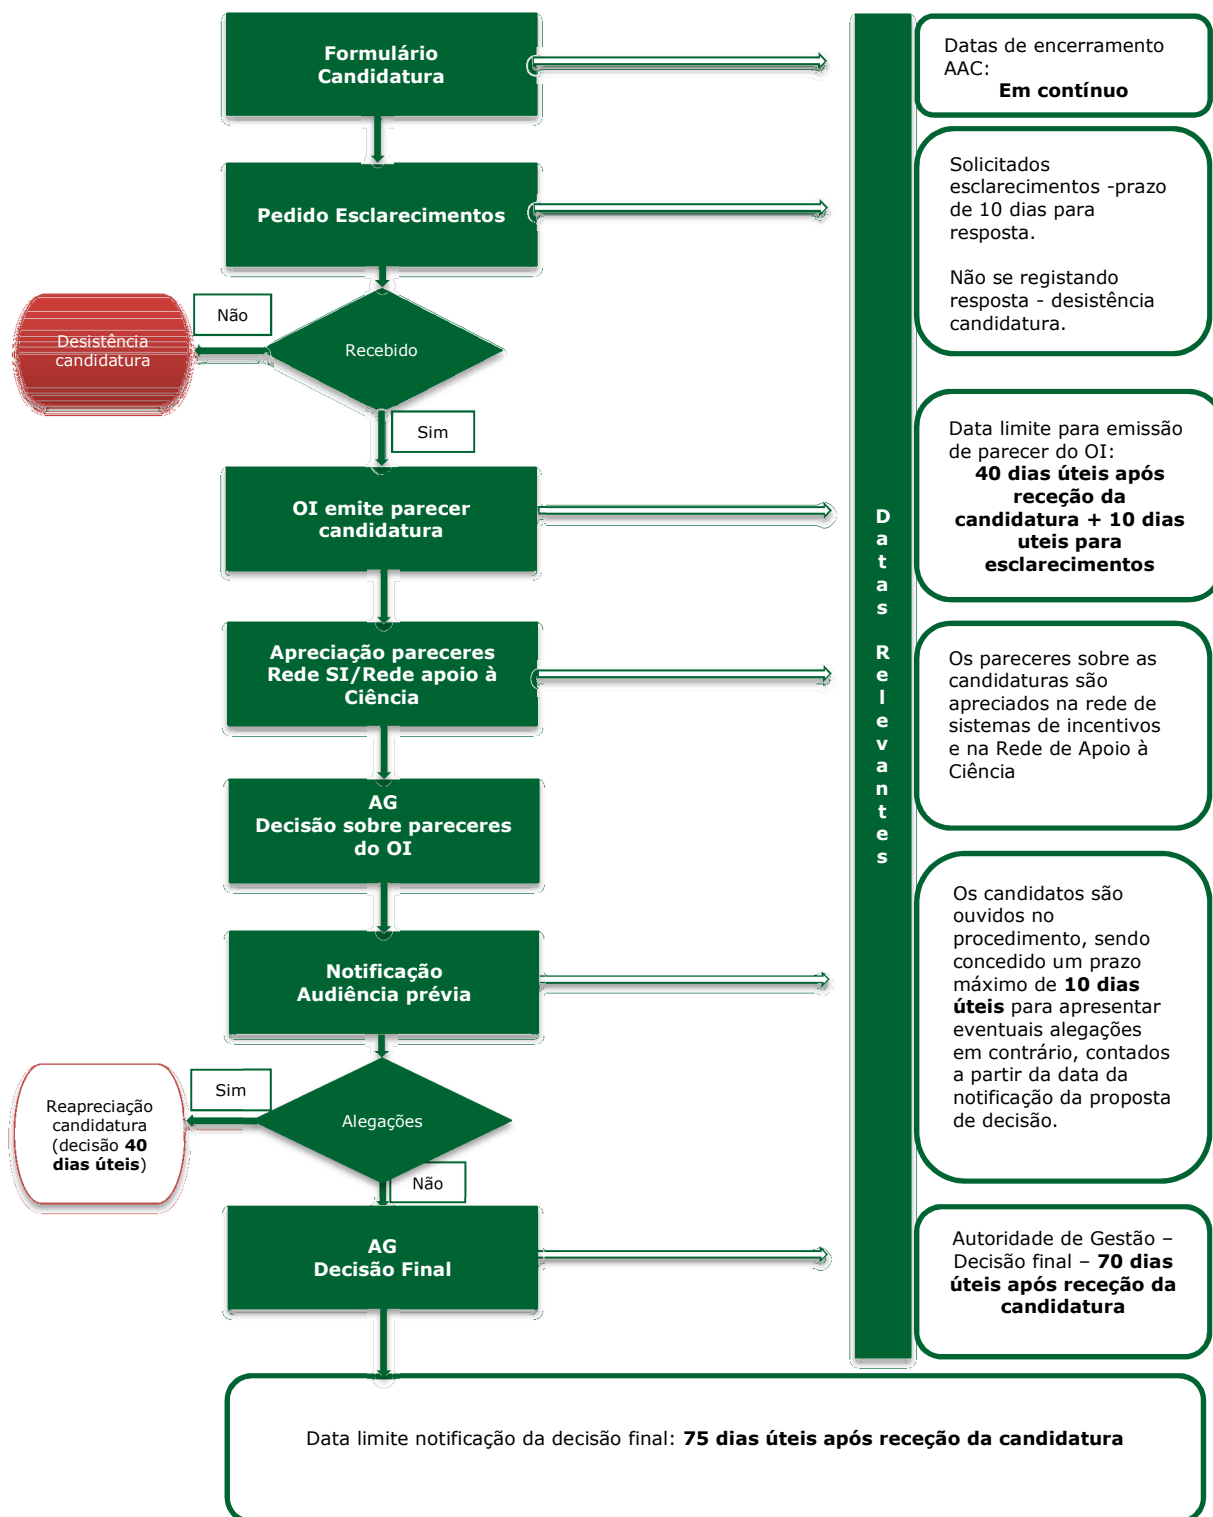 Formulário
Candidatura
Datas de encerramento
AAC:
Em contínuo
Pedido Esclarecimentos
Solicitados
esclarecimentos -prazo
de 10 dias para
resposta.
Não se registando
resposta - desistência
candidatura.
Não
Desistência
candidatura
Recebido
Sim
OI emite parecer
candidatura
Data limite para emissão
de parecer do OI:
40 dias úteis após
receção da
candidatura + 10 dias
uteis para
esclarecimentos
D
a
t
a
s
R
e
l
e
v
a
n
t
e
s
Apreciação pareceres
Rede SI/Rede apoio à
Ciência
Os pareceres sobre as
candidaturas são
apreciados na rede de
sistemas de incentivos
e na Rede de Apoio à
Ciência
AG
Decisão sobre pareceres
do OI
Notificação
Audiência prévia
Os candidatos são
ouvidos no
procedimento, sendo
concedido um prazo
máximo de 10 dias
úteis para apresentar
eventuais alegações
em contrário, contados
a partir da data da
notificação da proposta
de decisão.
Sim
Reapreciação
candidatura
(decisão 40
dias úteis)
Alegações
Não
AG
Decisão Final
Autoridade de Gestão –
Decisão final – 70 dias
úteis após receção da
candidatura
Data limite notificação da decisão final: 75 dias úteis após receção da candidatura